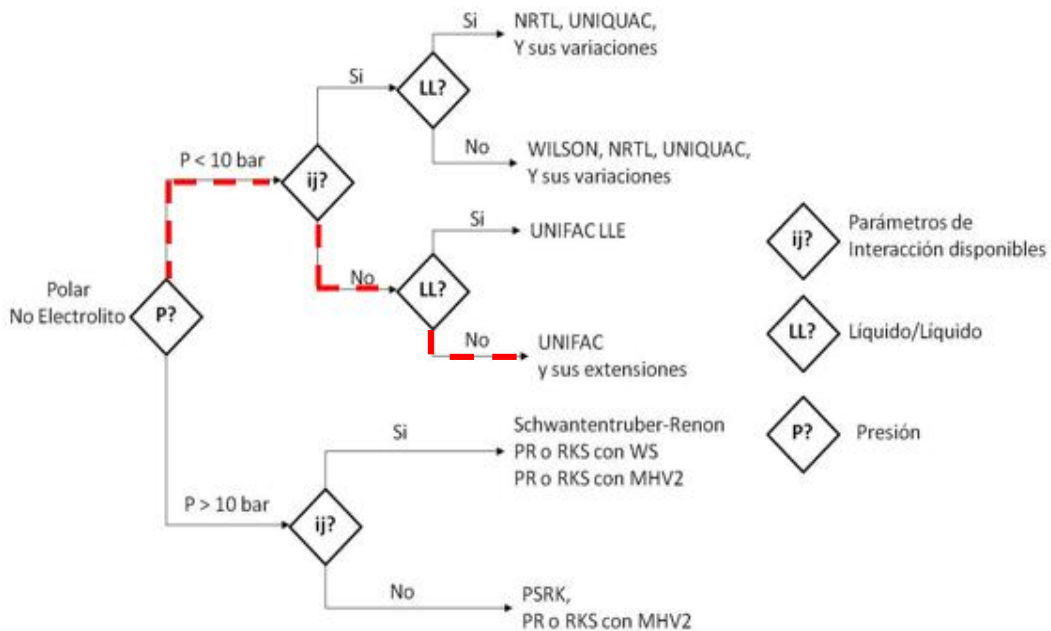 Si
NRTL, UNIQUAC,
Y sus variaciones
Si
LL?
No
WILSON, NRTL, UNIQUAC,
Y sus variaciones
P < 10 bar
ij?
Si
UNIFAC LLE
No
LL?
No
UNIFAC
y sus extensiones
Polar
No Electrolito
P?
Si
Schwantentruber-Renon
PR o RKS con WS
PR o RKS con MHV2
P > 10 bar
ij?
No
PSRK,
PR o RKS con MHV2
ij?
Parámetros de
Interacción disponibles
LL?
Líquido/Líquido
P?
Presión